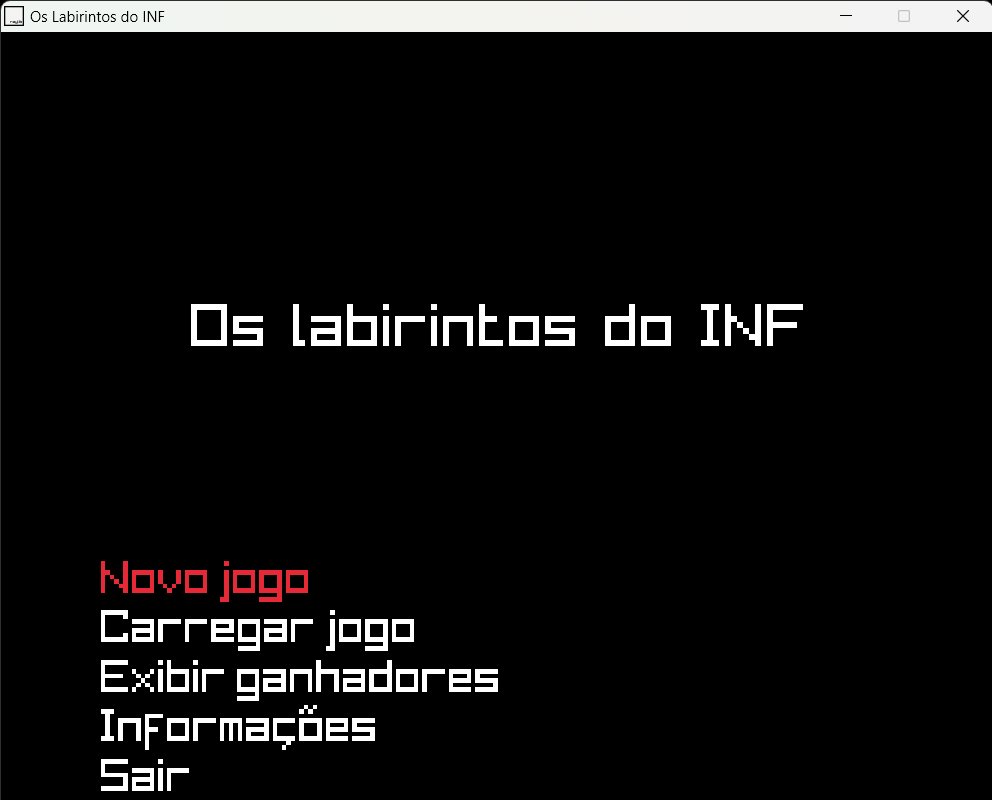 Os Labirintos do INF
Os labirintos do INF
Novo jogo
Carregar jogo
Exibir ganhadores
Informações
Sair